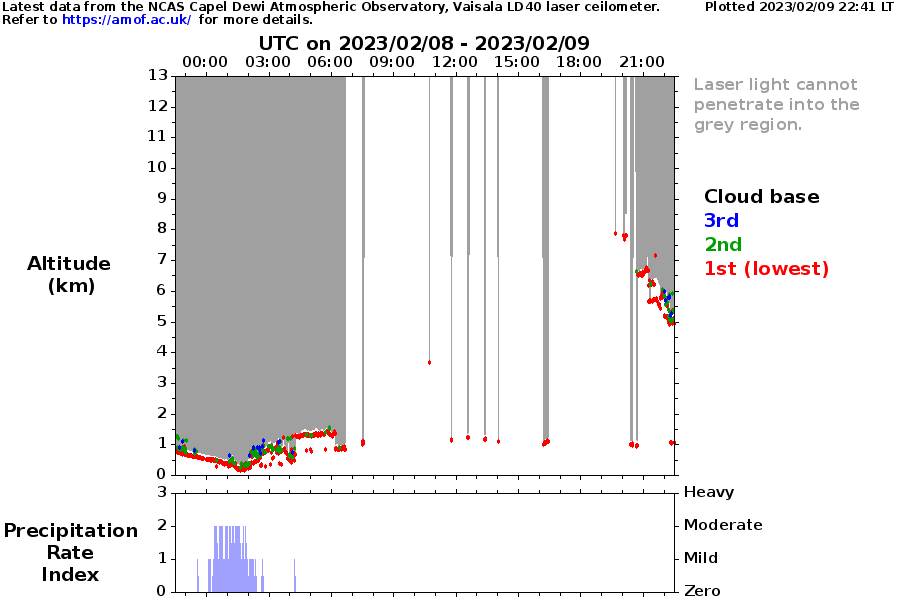 Latest data from the NCAS Capel Dewi Atmospheric Observatory, Vaisala LD40 laser ceilometer. Plotted 2023/02/09 22:41 LT
Refer to https://amof.ac.uk/ for more details.
UTC on 2023/02/08 - 2023/02/09
00:00 03:00 06:00 09:00 12:00 15:00 18:00 21:00
13
12
11
10
9
8
7
6
5
4
3
2
1
0
Altitude
(km)
Laser light cannot
penetrate into the
grey region.
Cloud base
3rd
2nd
1st (lowest)
3 Heavy
2 Moderate
1 Mild
0 Zero
Precipitation
Rate
Index